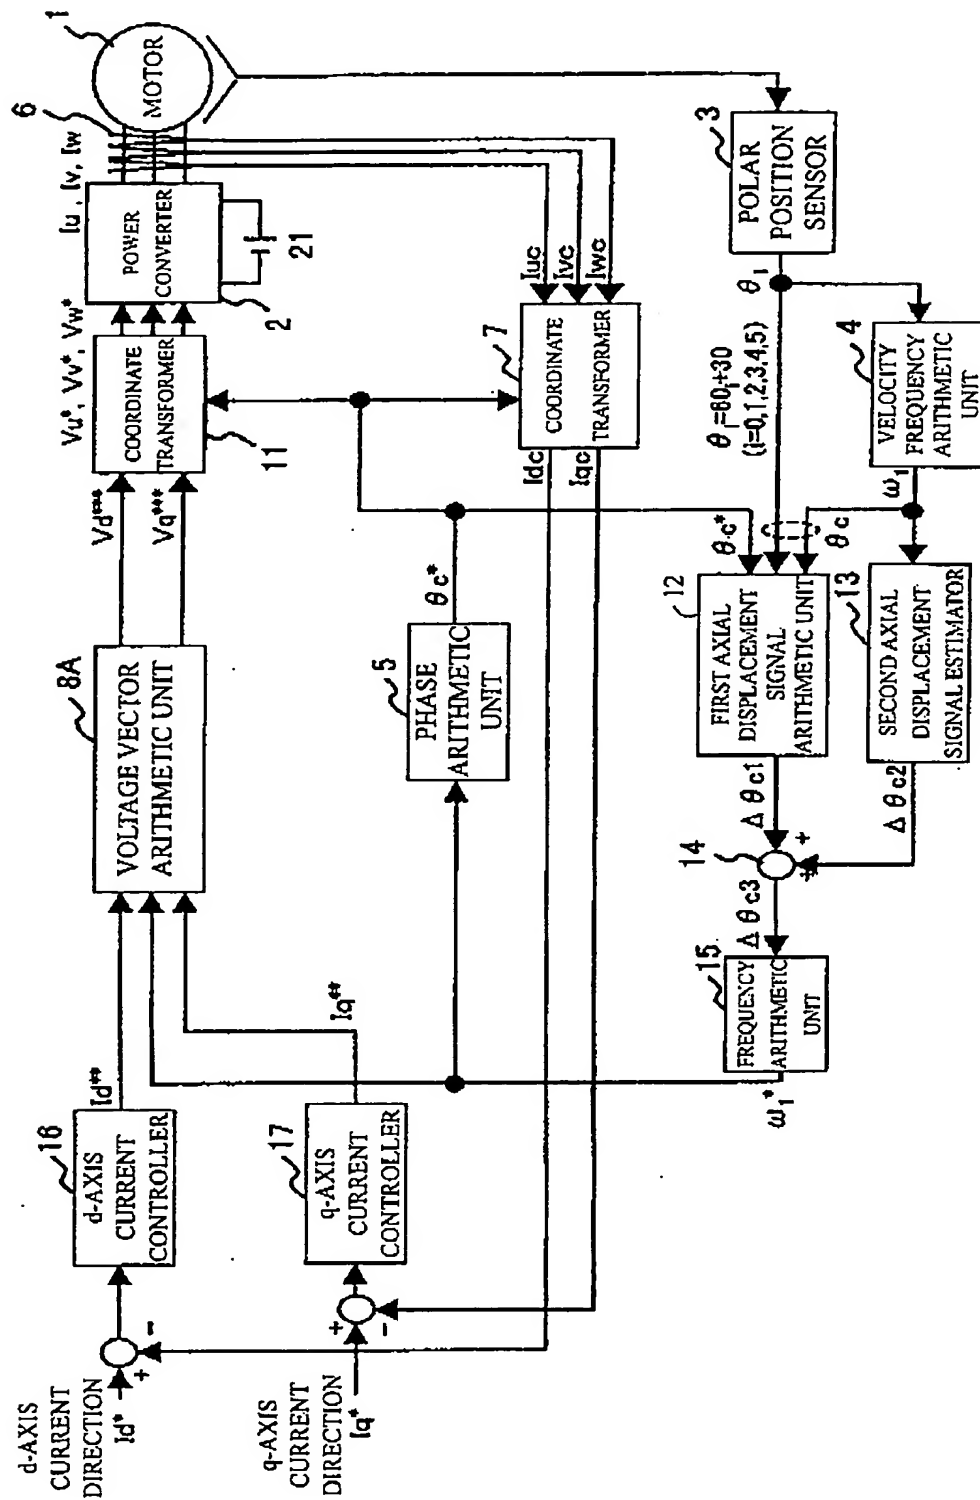 d-AXIS
CURRENT
DIRECTION
Id*
+
-
16
d-AXIS
CURRENT
CONTROLLER
Id**
8A
VOLTAGE VECTOR
ARITHMETIC UNIT
Vd***
Vq***
Vu*, Vv*, Vw*
COORDINATE
TRANSFORMER
11
POWER
CONVERTER
2
21
Iu, Iv, Iw
6
MOTOR
1
q-AXIS
CURRENT
DIRECTION
Iq*
+
-
17
q-AXIS
CURRENT
CONTROLLER
Iq**
5
PHASE
ARITHMETIC
UNIT
θc*
Idc
Iqc
7
COORDINATE
TRANSFORMER
Iuc
Ivc
Iwc
ω1*
15
FREQUENCY
ARITHMETIC
UNIT
Δθc3
14
+
+
Δθc1
Δθc2
12
FIRST AXIAL
DISPLACEMENT
SIGNAL
ARITHMETIC UNIT
θc*
θc
13
SECOND AXIAL
DISPLACEMENT
SIGNAL ESTIMATOR
ω1
θi=60i+30
(i=0,1,2,3,4,5)
θi
4
VELOCITY
FREQUENCY
ARITHMETIC
UNIT
3
POLAR
POSITION
SENSOR